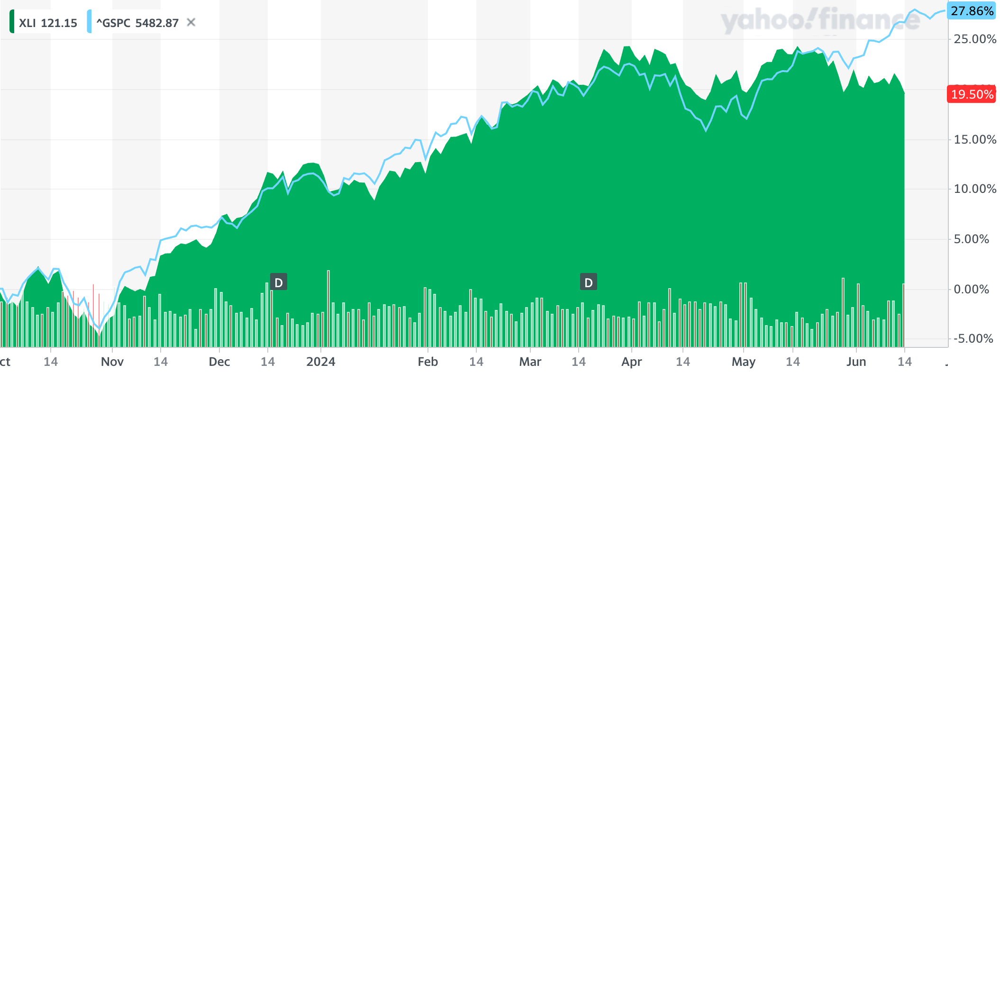 XLI 121.15 ^GSPC 5482.87 ✕
yahoo!finance
27.86%
25.00%
19.50%
15.00%
10.00%
5.00%
0.00%
-5.00%
D D
ct 14 Nov 14 Dec 14 2024 Feb 14 Mar 14 Apr 14 May 14 Jun 14